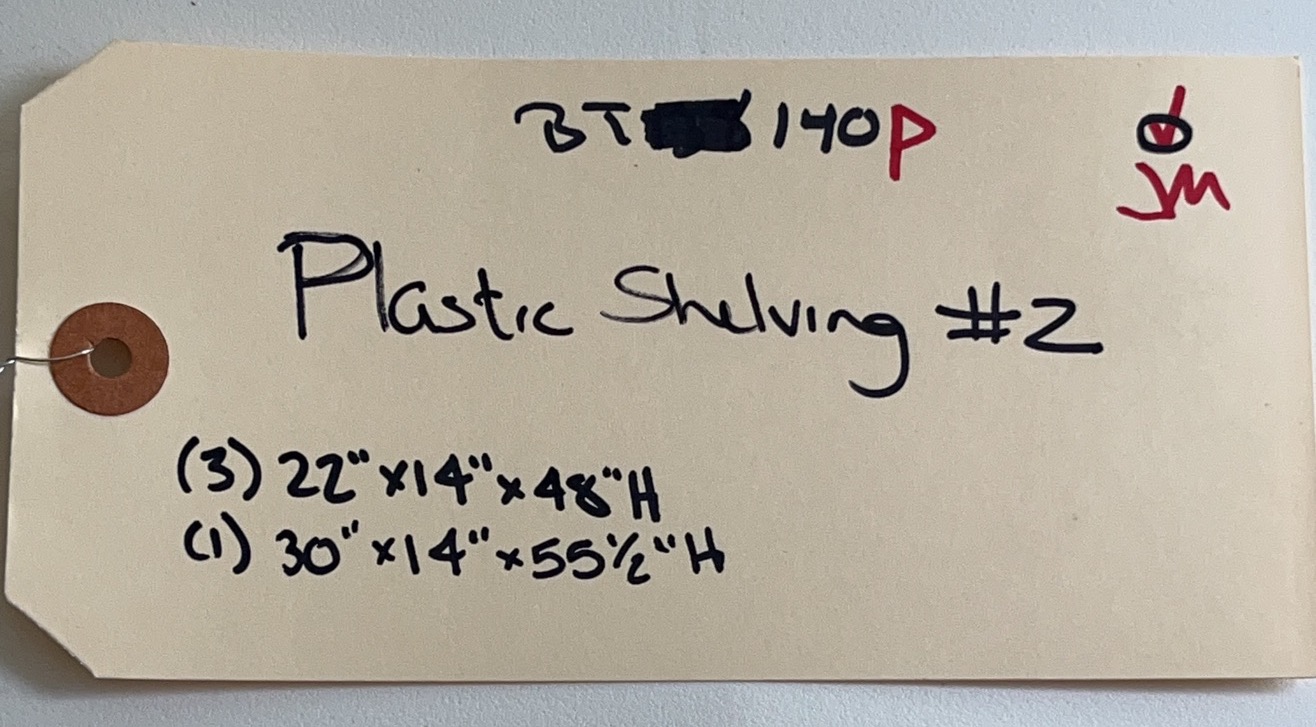 BT 140P
JM
Plastic Shelving #2
(3) 22"x14"x48"H
(1) 30"x14"x55½"H